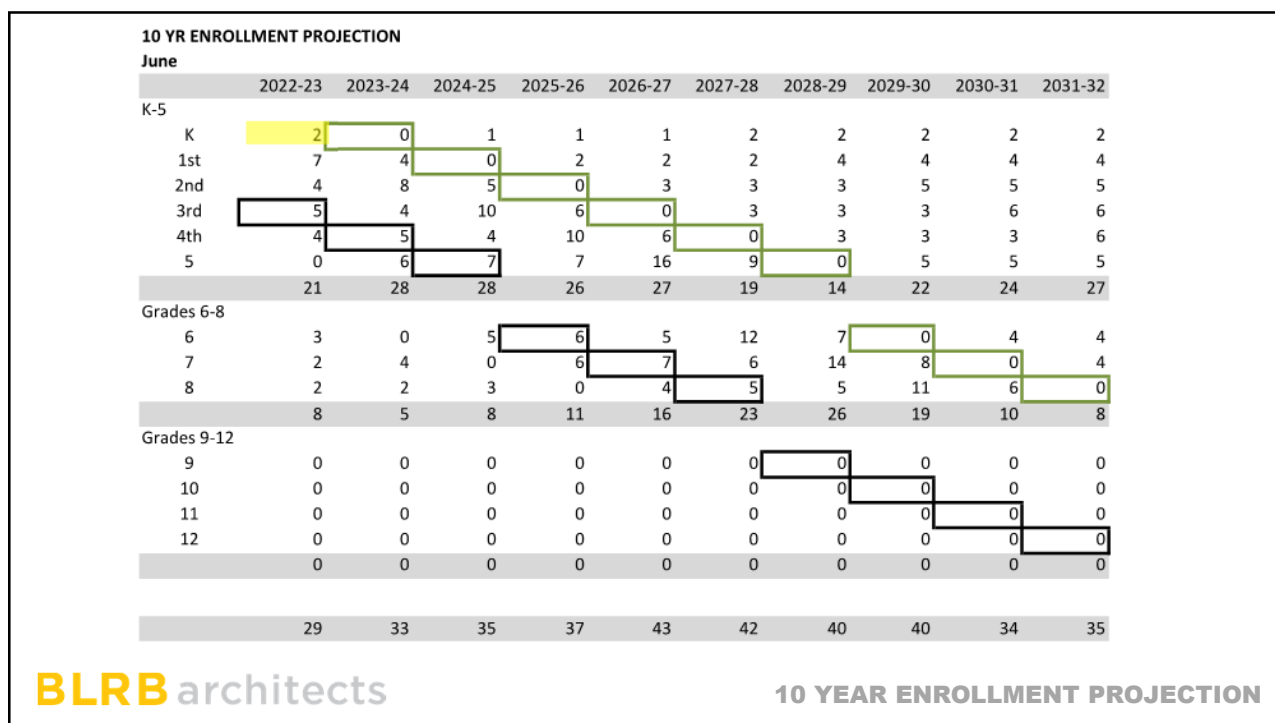 10 YR ENROLLMENT PROJECTION
June
2022-23 2023-24 2024-25 2025-26 2026-27 2027-28 2028-29 2029-30 2030-31 2031-32
K-5
K 2 0 1 1 1 2 2 2 2 2
1st 7 4 0 2 2 2 4 4 4 4
2nd 4 8 5 0 3 3 3 5 5 5
3rd 5 4 10 6 0 3 3 3 6 6
4th 4 5 4 10 6 0 3 3 3 6
5 0 6 7 7 16 9 0 5 5 5
21 28 28 26 27 19 14 22 24 27
Grades 6-8
6 3 0 5 6 5 12 7 0 4 4
7 2 4 0 6 7 6 14 8 0 4
8 2 2 3 0 4 5 5 11 6 0
8 5 8 11 16 23 26 19 10 8
Grades 9-12
9 0 0 0 0 0 0 0 0 0 0
10 0 0 0 0 0 0 0 0 0 0
11 0 0 0 0 0 0 0 0 0 0
12 0 0 0 0 0 0 0 0 0 0
0 0 0 0 0 0 0 0 0 0
29 33 35 37 43 42 40 40 34 35
BLRB architects
10 YEAR ENROLLMENT PROJECTION